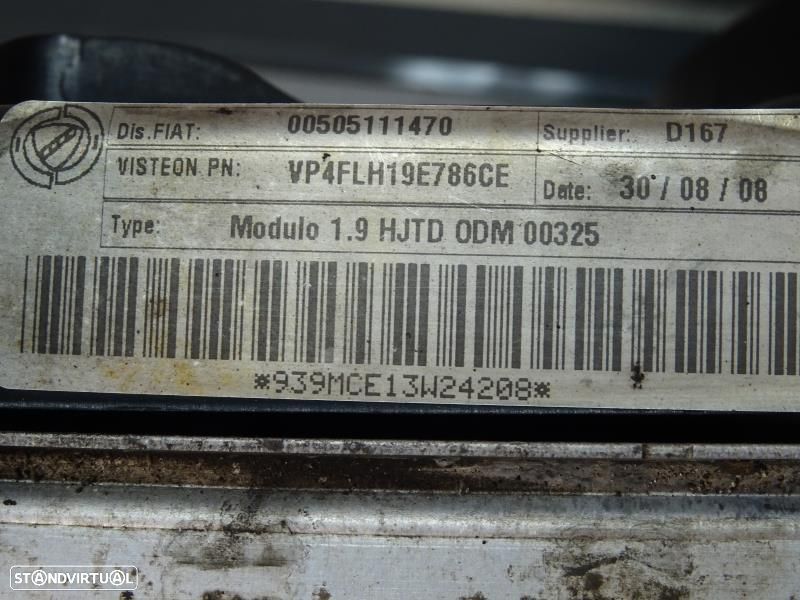 Dis.FIAT: 00505111470 Supplier: D167
VISTEON PN: VP4FLH19E786CE Date: 30 / 08 / 08
Type: Modulo 1.9 HJTD ODM 00325
*939MCE13W24208*
STANDVIRTUAL